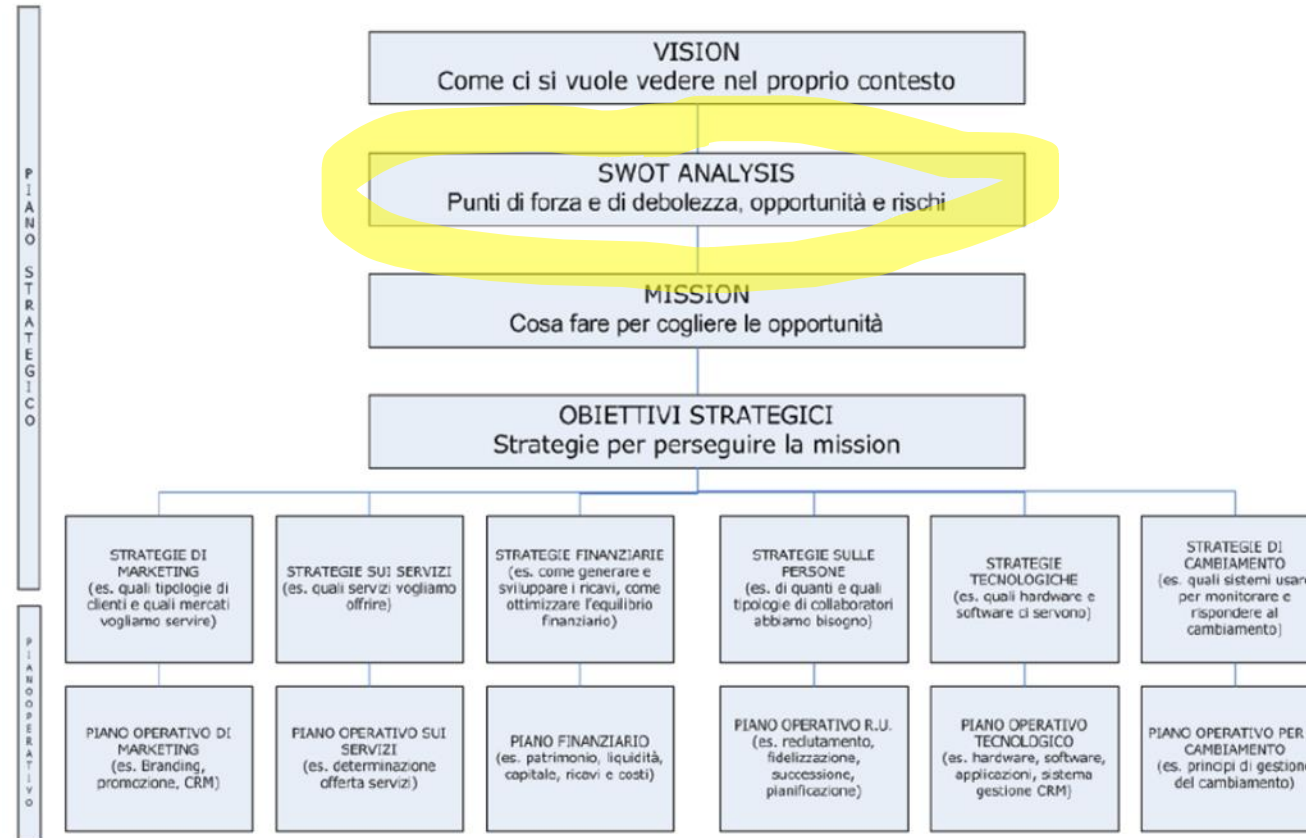 PIANO STRATEGICO
VISION
Come ci si vuole vedere nel proprio contesto
SWOT ANALYSIS
Punti di forza e di debolezza, opportunità e rischi
MISSION
Cosa fare per cogliere le opportunità
OBIETTIVI STRATEGICI
Strategie per perseguire la mission
STRATEGIE DI
MARKETING
(es. quali tipologie di
clienti e quali mercati
vogliamo servire)
STRATEGIE SUI SERVIZI
(es. quali servizi vogliamo
offrire)
STRATEGIE FINANZIARIE
(es. come generare e
sviluppare i ricavi, come
ottimizzare l'equilibrio
finanziario)
STRATEGIE SULLE
PERSONE
(es. di quanti e quali
tipologie di collaboratori
abbiamo bisogno)
STRATEGIE
TECNOLOGICHE
(es. quali hardware e
software ci servono)
STRATEGIE DI
CAMBIAMENTO
(es. quali sistemi usare
per monitorare e
rispondere al
cambiamento)
PIANO OPERATIVO
PIANO OPERATIVO DI
MARKETING
(es. Branding,
promozione, CRM)
PIANO OPERATIVO SUI
SERVIZI
(es. determinazione
offerta servizi)
PIANO FINANZIARIO
(es. patrimonio, liquidità,
capitale, ricavi e costi)
PIANO OPERATIVO R.U.
(es. reclutamento,
fidelizzazione,
successione,
pianificazione)
PIANO OPERATIVO
TECNOLOGICO
(es. hardware, software,
applicazioni, sistema
gestione CRM)
PIANO OPERATIVO PER
CAMBIAMENTO
(es. principi di gestione
del cambiamento)